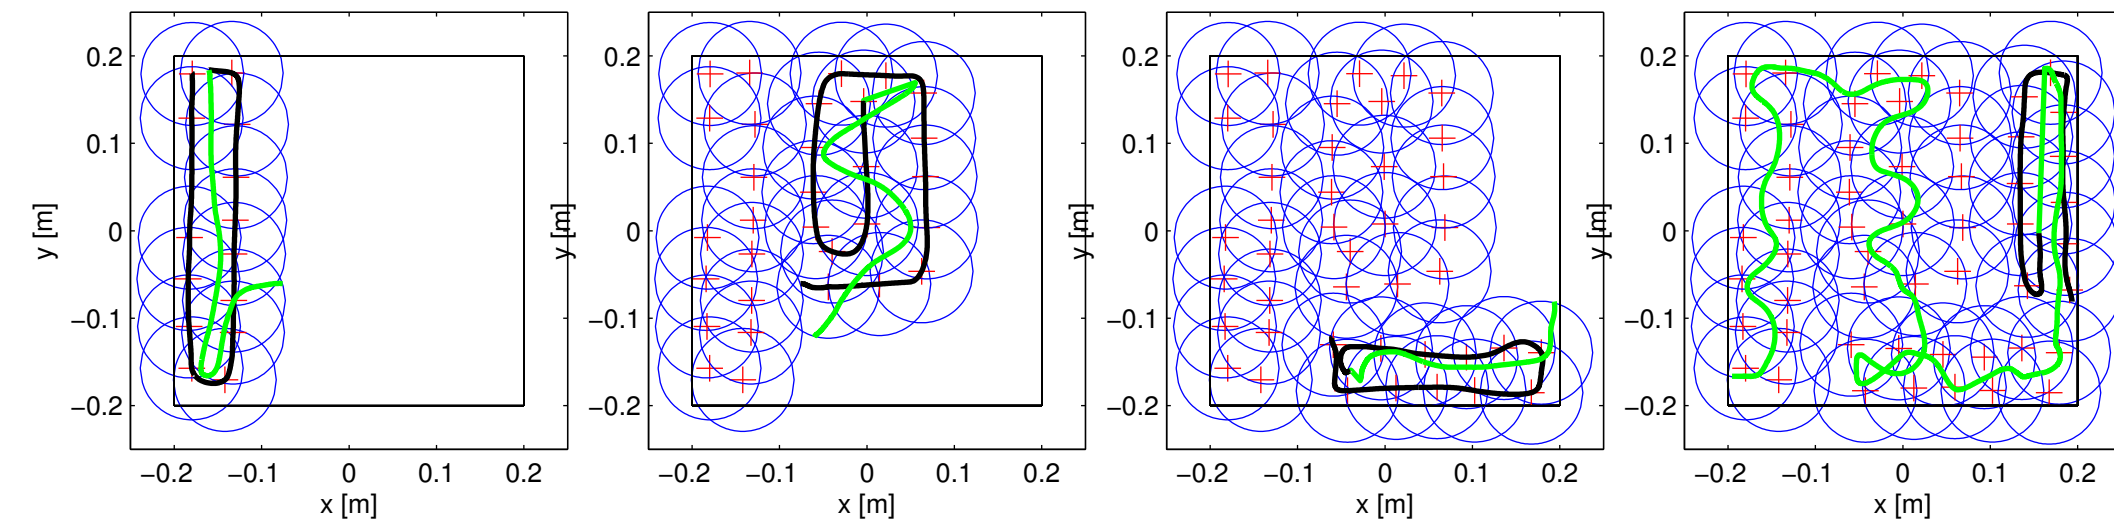 0.2 0.2 0.2 0.2
0.1 0.1 0.1 0.1
y [m] 0 y [m] 0 y [m] 0 y [m] 0
−0.1 −0.1 −0.1 −0.1
−0.2 −0.2 −0.2 −0.2
−0.2 −0.1 0 0.1 0.2 −0.2 −0.1 0 0.1 0.2 −0.2 −0.1 0 0.1 0.2 −0.2 −0.1 0 0.1 0.2
x [m] x [m] x [m] x [m]